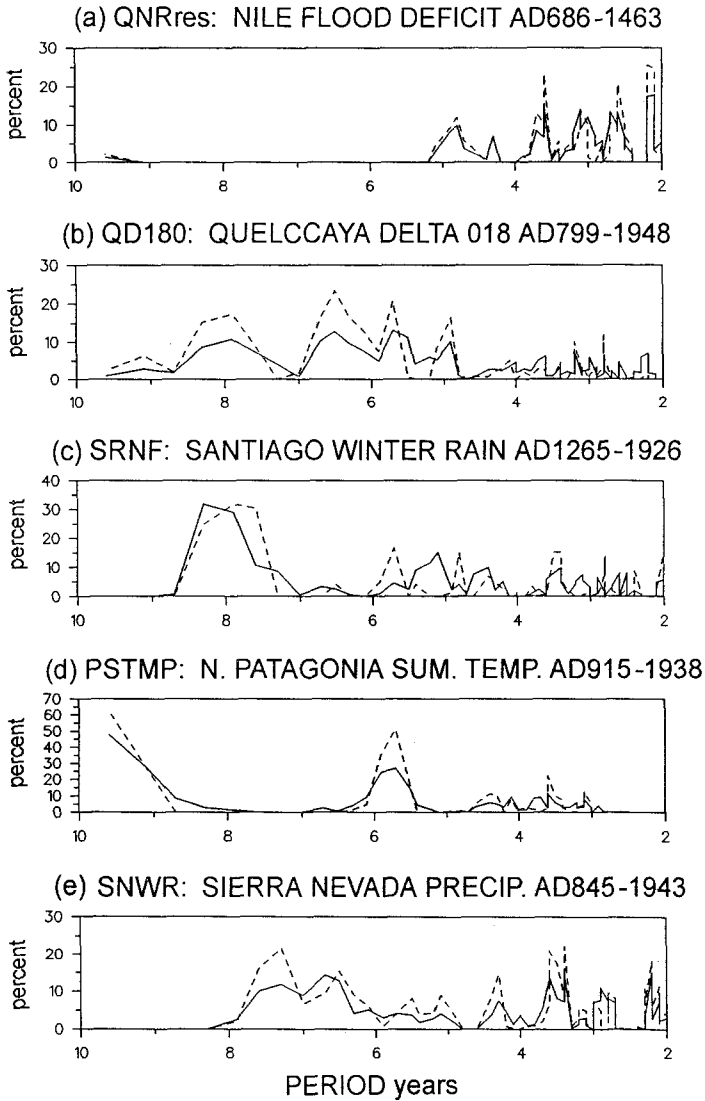 (a) QNRres: NILE FLOOD DEFICIT AD686-1463
30
20
10
0
percent
10 8 6 4 2
(b) QD180: QUELCCAYA DELTA 018 AD799-1948
30
20
10
0
percent
10 8 6 4 2
(c) SRNF: SANTIAGO WINTER RAIN AD1265-1926
40
30
20
10
0
percent
10 8 6 4 2
(d) PSTMP: N. PATAGONIA SUM. TEMP. AD915-1938
70
60
50
40
30
20
10
0
percent
10 8 6 4 2
(e) SNWR: SIERRA NEVADA PRECIP. AD845-1943
30
20
10
0
percent
10 8 6 4 2
PERIOD years